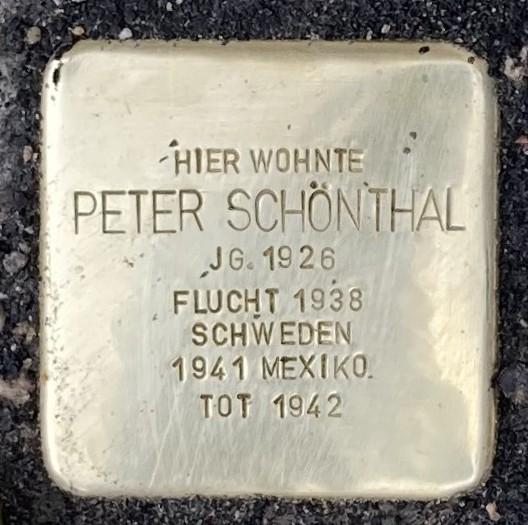 HIER WOHNTE
PETER SCHÖNTHAL
JG. 1926
FLUCHT 1938
SCHWEDEN
1941 MEXIKO
TOT 1942